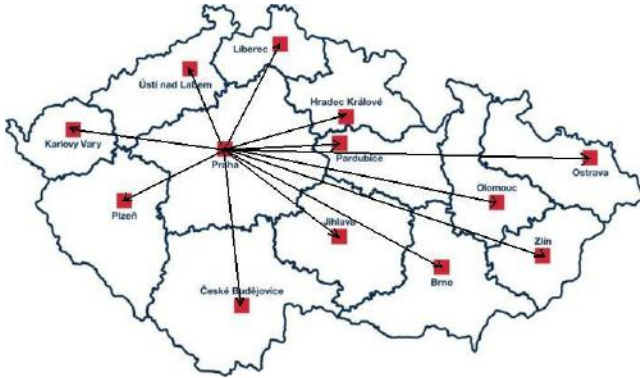 Liberec
Ústí nad Labem
Hradec Králové
Karlovy Vary
Praha
Pardubice
Ostrava
Plzeň
Olomouc
Jihlava
Zlín
Brno
České Budějovice